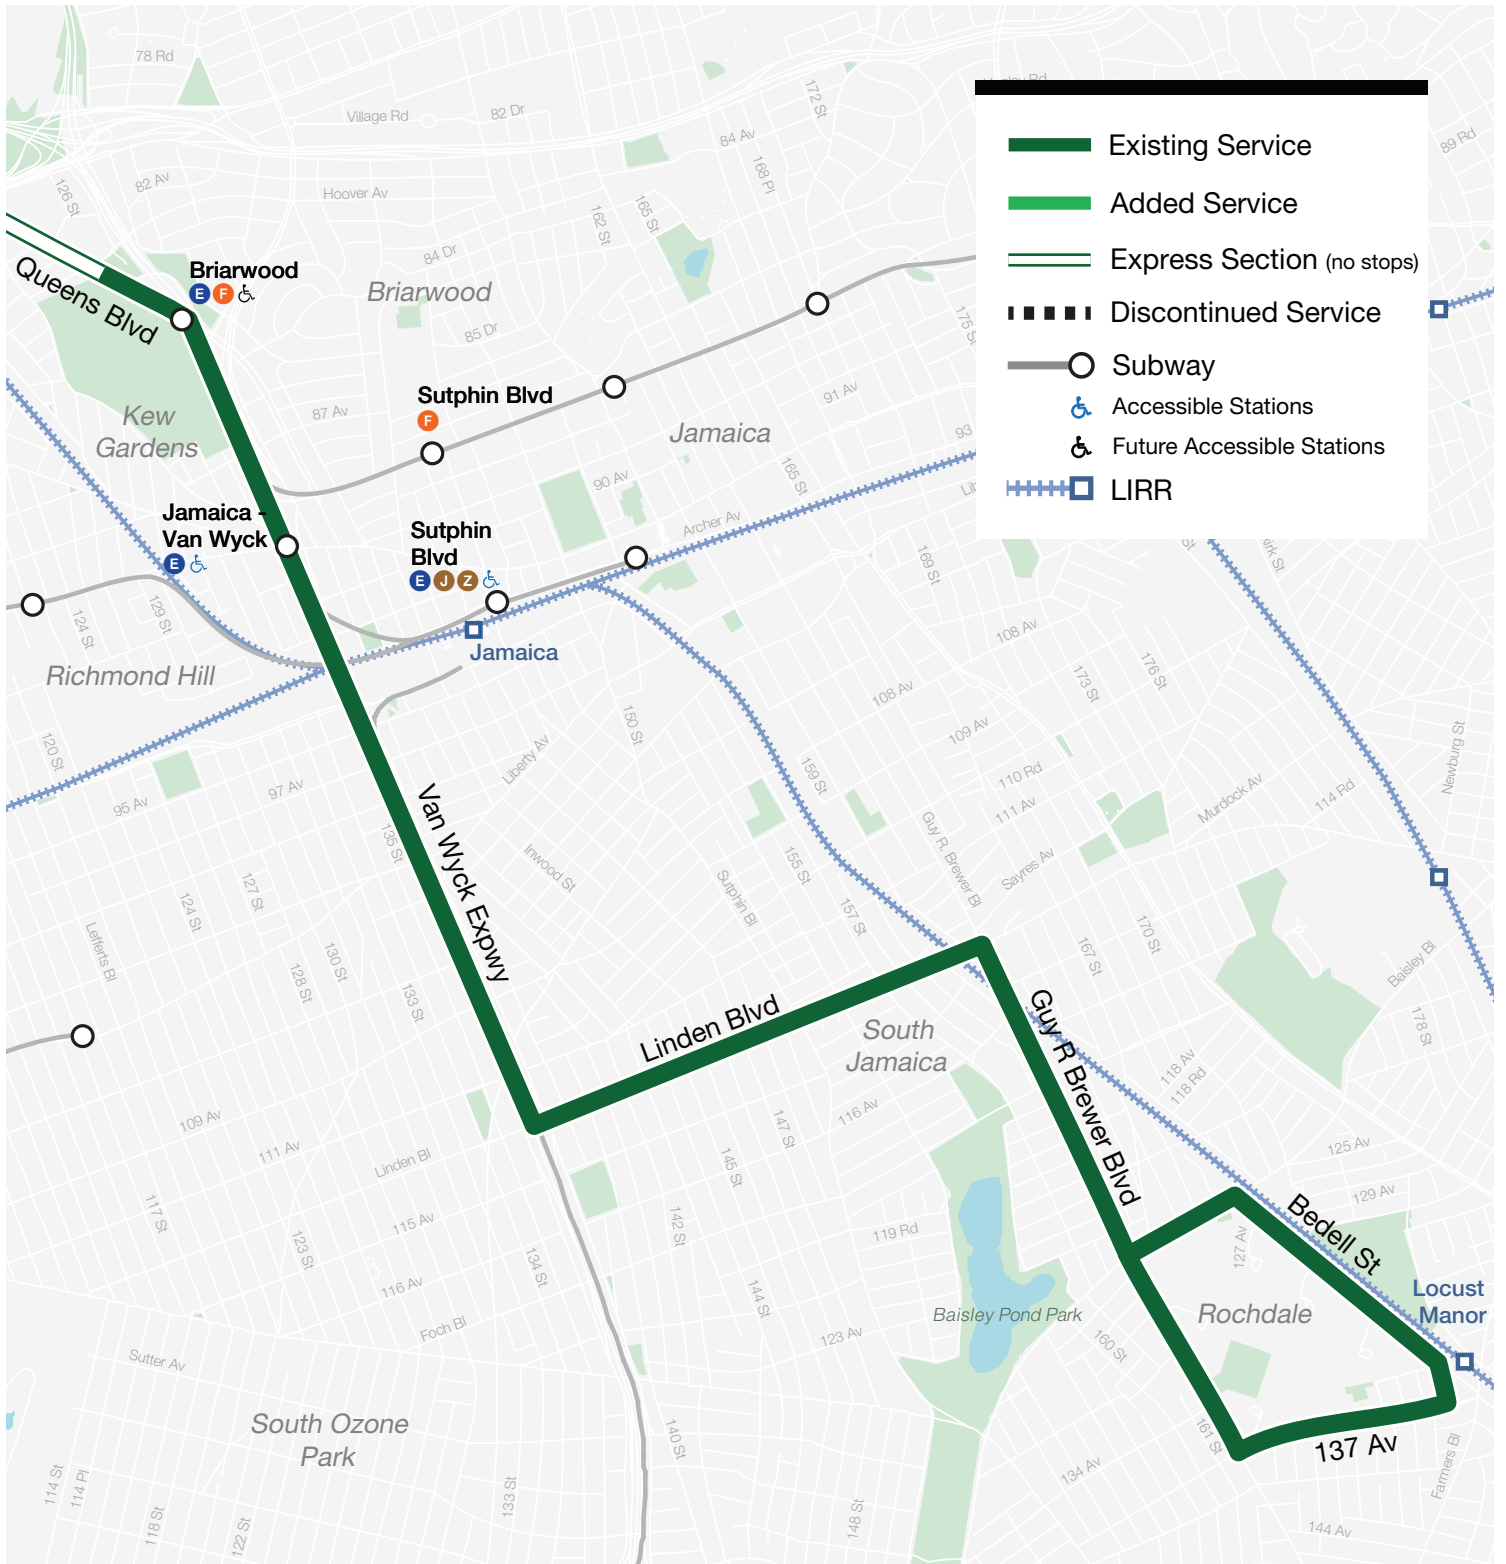 78 Rd
Village Rd
82 Dr
172 St
84 Av
168 Pl
89 Rd
126 St
82 Av
Hoover Av
162 St
165 St
84 Dr
Existing Service
Added Service
Express Section (no stops)
Discontinued Service
Subway
Accessible Stations
Future Accessible Stations
LIRR
Queens Blvd
Briarwood
E F
Briarwood
85 Dr
175 St
Kew
Gardens
87 Av
Sutphin Blvd
F
Jamaica
91 Av
93
90 Av
165 St
Archer Av
169 St
Jamaica -
Van Wyck
E
Sutphin
Blvd
E J Z
Jamaica
124 St
129 St
Richmond Hill
108 Av
173 St
176 St
108 Av
109 Av
150 St
159 St
120 St
Liberty Av
95 Av
97 Av
135 St
Van Wyck Expwy
Inwood St
110 Rd
111 Av
Murdock Av
114 Rd
Newburg St
Guy R. Brewer Bl
Sayres Av
155 St
157 St
Sutphin Bl
127 St
124 St
Lefferts Bl
130 St
128 St
133 St
170 St
167 St
Baisley Bl
178 St
Linden Blvd
South
Jamaica
Guy R Brewer Blvd
118 Av
118 Rd
116 Av
147 St
145 St
109 Av
111 Av
Linden Bl
125 Av
129 Av
Bedell St
127 Av
117 St
123 St
115 Av
116 Av
134 St
142 St
144 St
119 Rd
123 Av
Baisley Pond Park
Rochdale
Locust
Manor
Foch Bl
Sutter Av
160 St
South Ozone
Park
161 St
137 Av
Farmers Bl
134 Av
144 Av
140 St
148 St
133 St
114 St
114 Pl
118 St
122 St